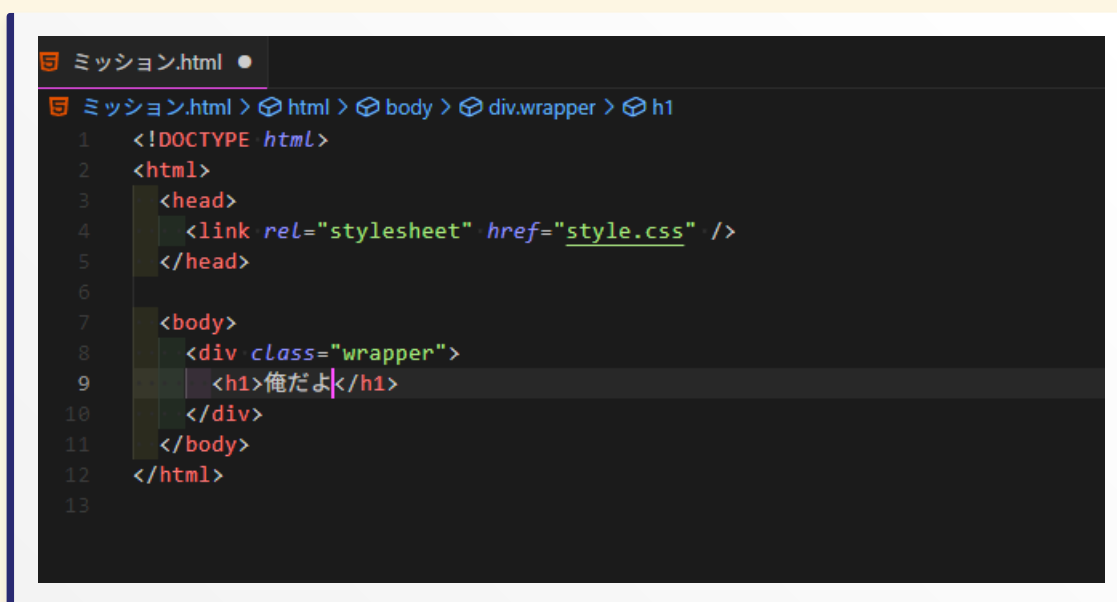 ミッション.html ●
ミッション.html > html > body > div.wrapper > h1
1 <!DOCTYPE html>
2 <html>
3   <head>
4     <link rel="stylesheet" href="style.css" />
5   </head>
6
7   <body>
8     <div class="wrapper">
9       <h1>俺だよ</h1>
10     </div>
11   </body>
12 </html>
13